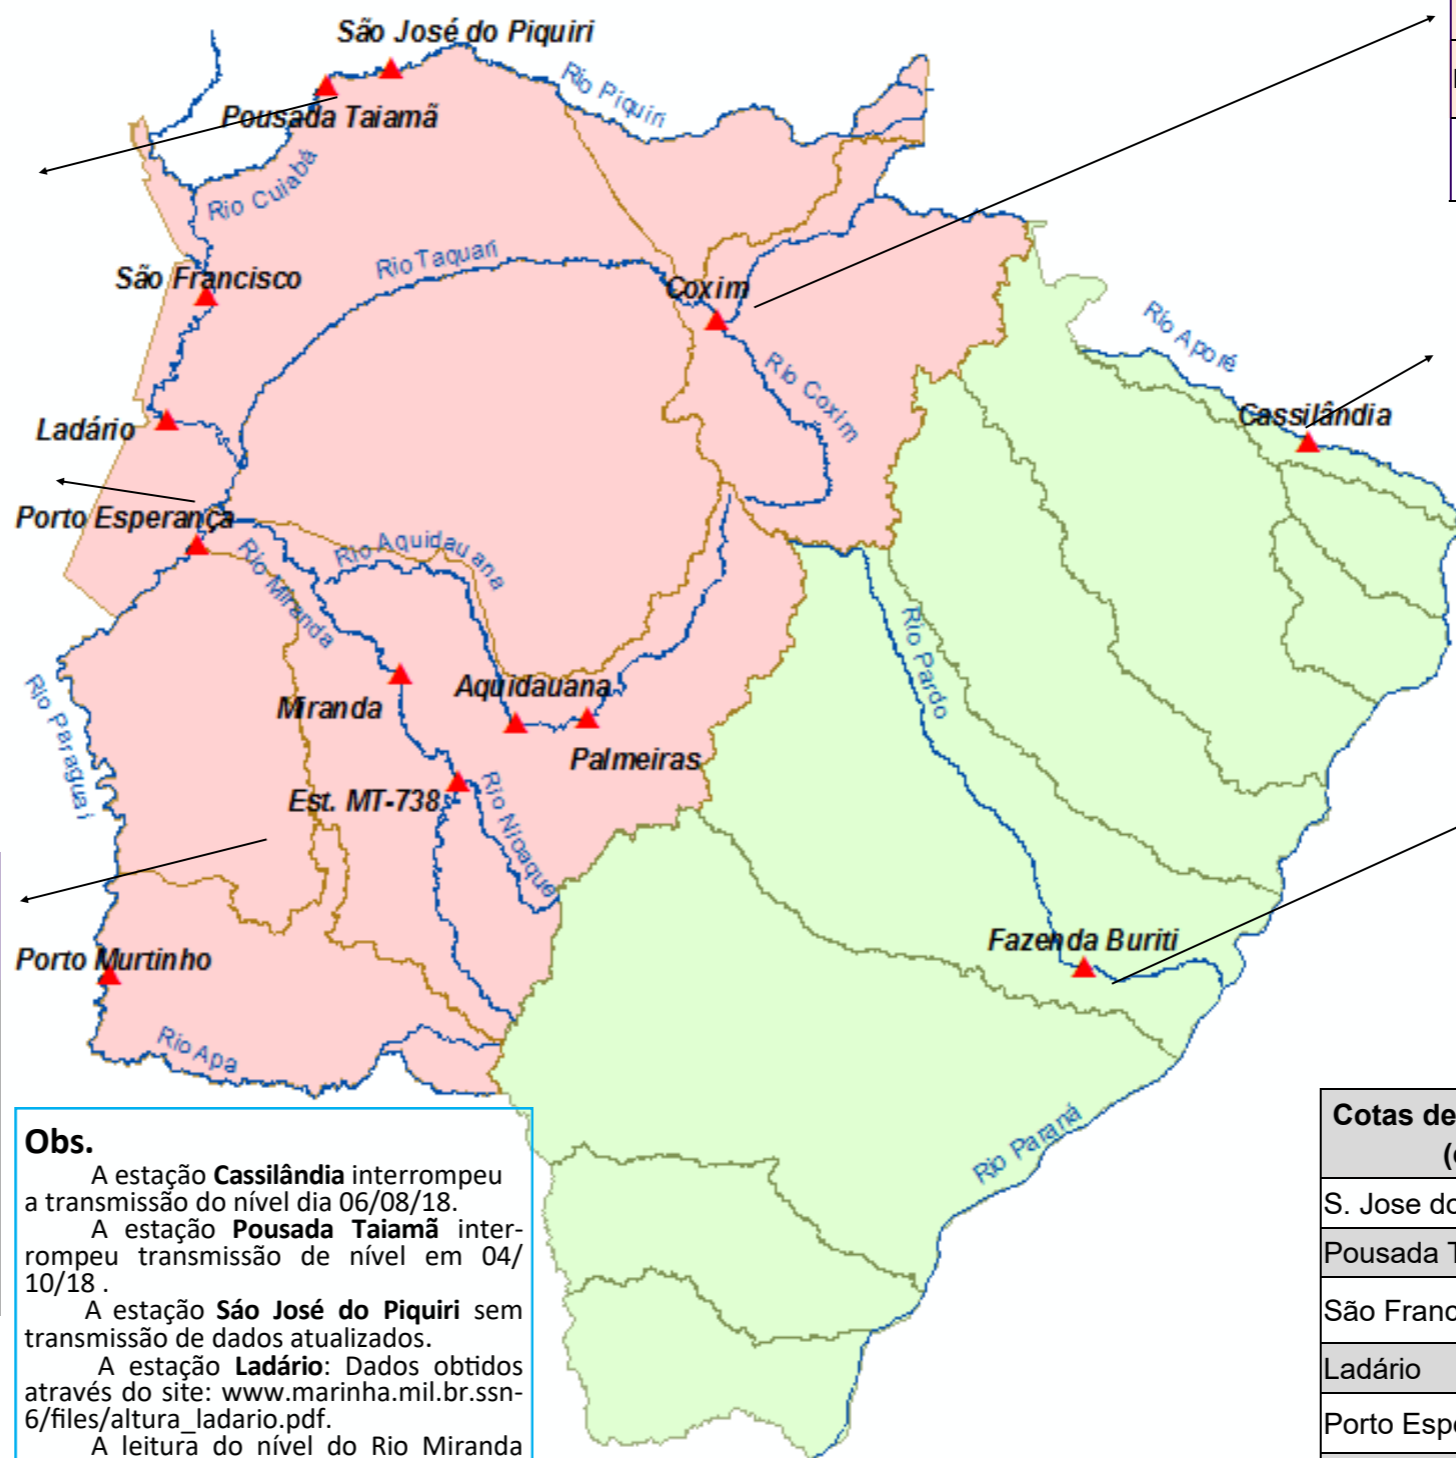 São José do Piquiri
Rio Piquiri
Pousada Taiamã
Rio Cuiabá
Rio Taquari
São Francisco
Coxim
Rio Aporé
Rio Coxim
Cassilândia
Ladário
Porto Esperança
Rio Aquidauana
Rio Miranda
Rio Pardo
Rio Paraguai
Aquidauana
Miranda
Palmeiras
Est. MT-738
Rio Nioaque
Fazenda Buriti
Porto Murtinho
Rio Apa
Rio Paraná
Obs.
A estação Cassilândia interrompeu
a transmissão do nível dia 06/08/18.
A estação Pousada Taiamã inter-
rompeu transmissão de nível em 04/
10/18 .
A estação Sáo José do Piquiri sem
transmissão de dados atualizados.
A estação Ladário: Dados obtidos
através do site: www.marinha.mil.br.ssn-
6/files/altura_ladario.pdf.
A leitura do nível do Rio Miranda
Cotas de
S. Jose do
Pousada T
São Franc
Ladário
Porto Esp